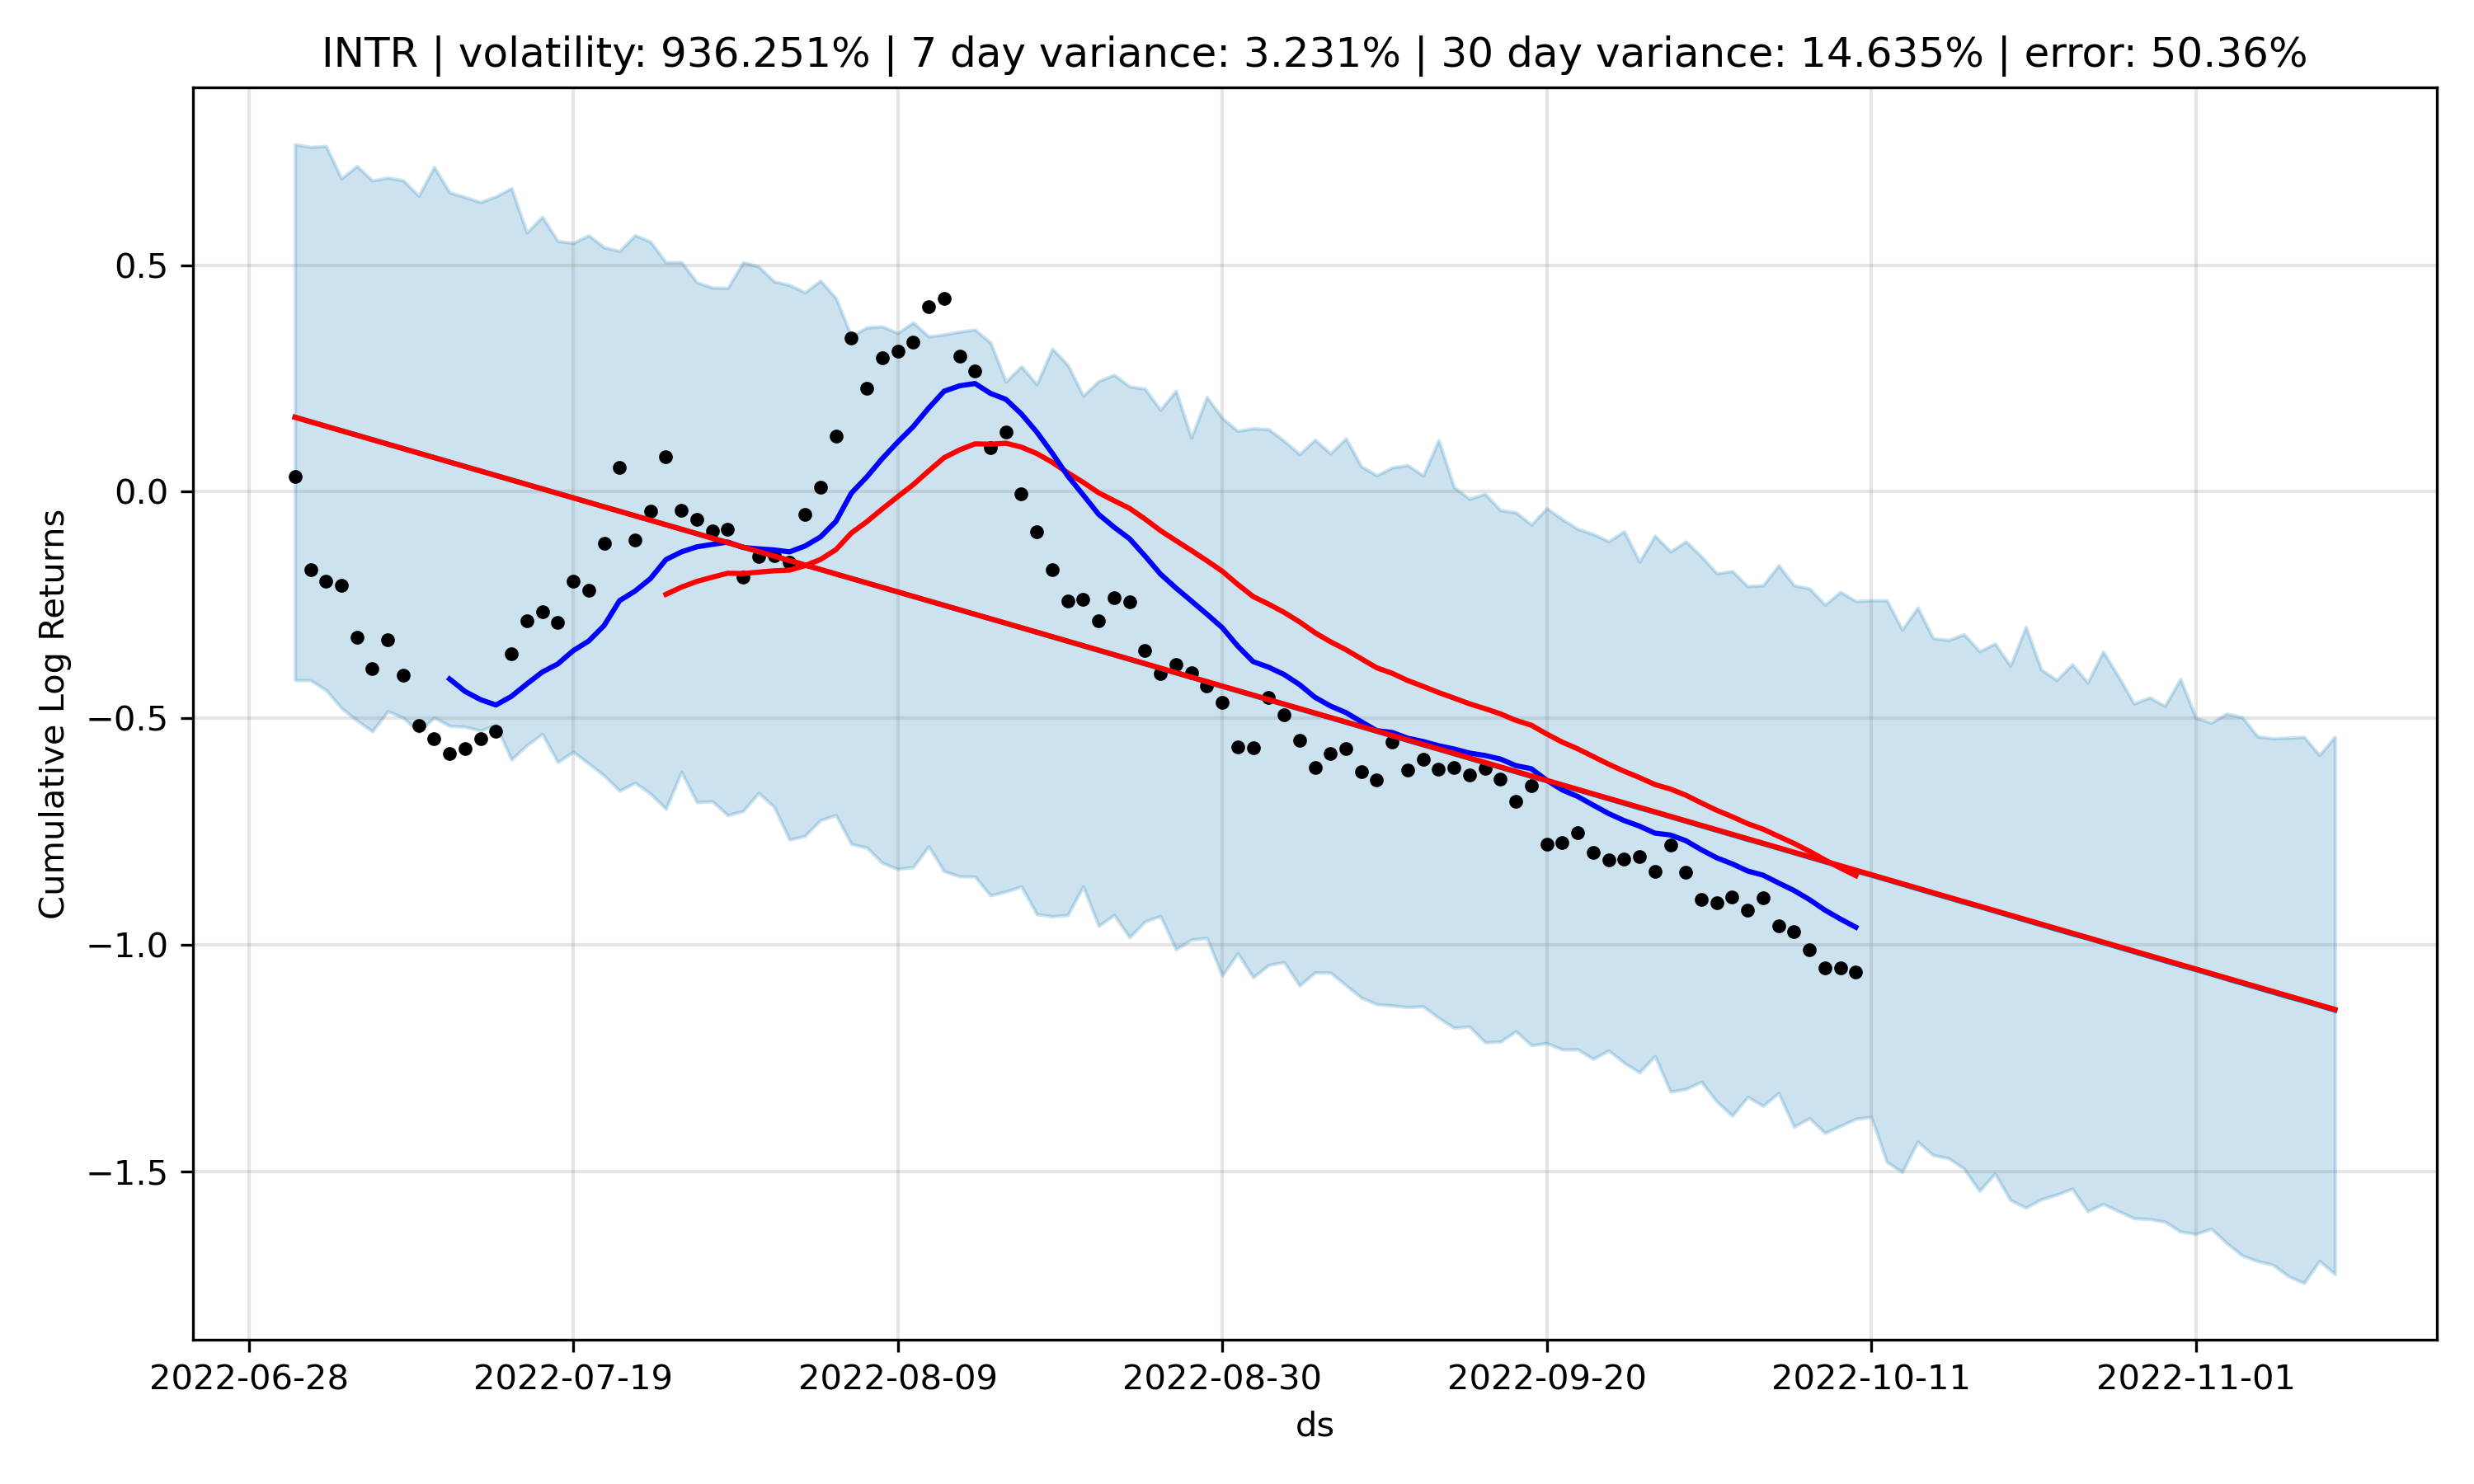 INTR | volatility: 936.251% | 7 day variance: 3.231% | 30 day variance: 14.635% | error: 50.36%
Cumulative Log Returns
0.5
0.0
−0.5
−1.0
−1.5
2022-06-28 2022-07-19 2022-08-09 2022-08-30 2022-09-20 2022-10-11 2022-11-01
ds